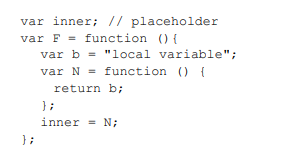 var inner; // placeholder
var F = function (){
var b = "local variable";
var N = function () {
return b;
};
inner = N;
};